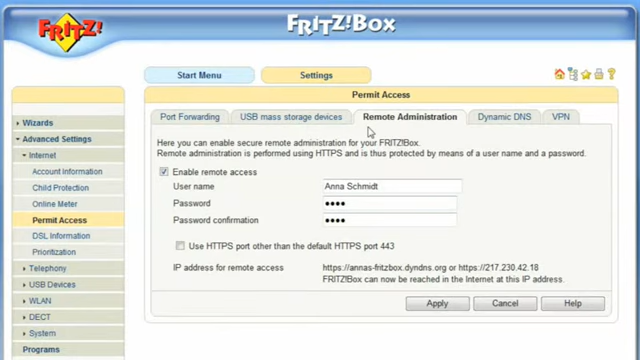 FRITZ!
FRITZ!BOX
Start Menu
Settings
Permit Access
Port Forwarding
USB mass storage devices
Remote Administration
Dynamic DNS
VPN
Wizards
Advanced Settings
Internet
Account Information
Child Protection
Online Meter
Permit Access
DSL Information
Prioritization
Telephony
USB Devices
WLAN
DECT
System
Programs
Here you can enable secure remote administration for your FRITZ!Box.
Remote administration is performed using HTTPS and is thus protected by means of a user name and a password.
Enable remote access
User name Anna Schmidt
Password ••••
Password confirmation ••••
Use HTTPS port other than the default HTTPS port 443
IP address for remote access https://annas-fritzbox.dyndns.org or https://217.230.42.18
FRITZ!Box can now be reached in the Internet at this IP address.
Apply
Cancel
Help